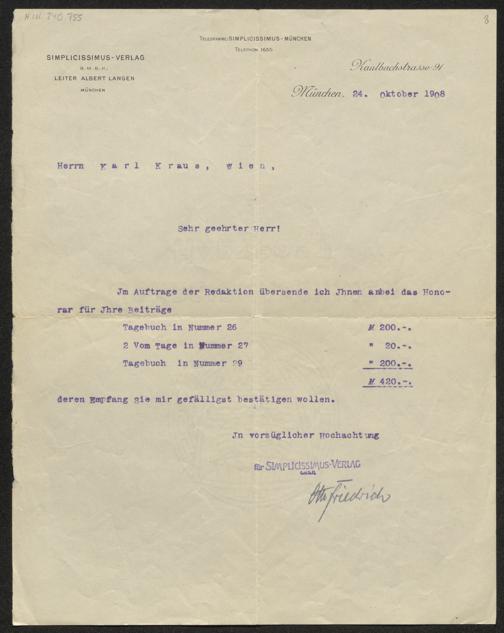 H.I.N. 240.755
8
TELEGRAMME: SIMPLICISSIMUS-MÜNCHEN
TELEPHON 1655
SIMPLICISSIMUS-VERLAG
G. M. B. H.
LEITER ALBERT LANGEN
MÜNCHEN
Kaulbachstrasse 91
München, 24. Oktober 1908
Herrn Karl Kraus, Wien,
Sehr geehrter Herr!
Jm Auftrage der Redaktion übersende ich Jhnen anbei das Hono-
rar für Jhre Beiträge
Tagebuch in Nummer 26 M 200.-.
2 Vom Tage in Nummer 27 " 20.-.
Tagebuch in Nummer 29 " 200.-.
M 420.-.
deren Empfang Sie mir gefälligst bestätigen wollen.
Jn vorzüglicher Hochachtung
für SIMPLICISSIMUS-VERLAG
GMBH
Otto Friedrich